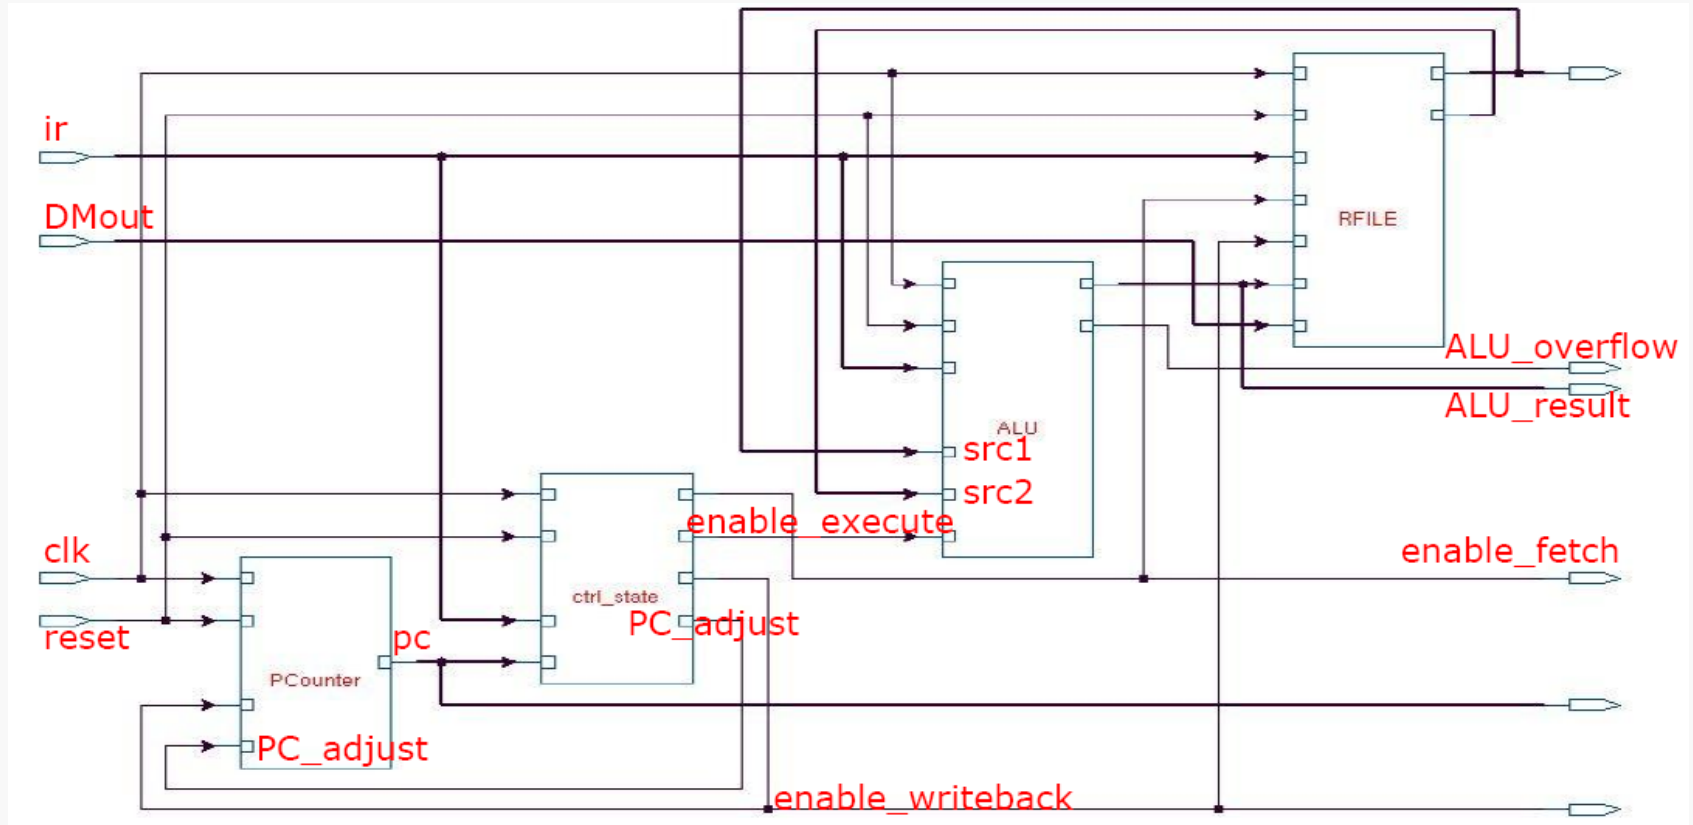 ir
DMout
RFILE
ALU_overflow
ALU_result
ALU
src1
src2
enable_execute
clk
enable_fetch
ctrl_state
PC_adjust
reset
pc
PCounter
PC_adjust
enable_writeback